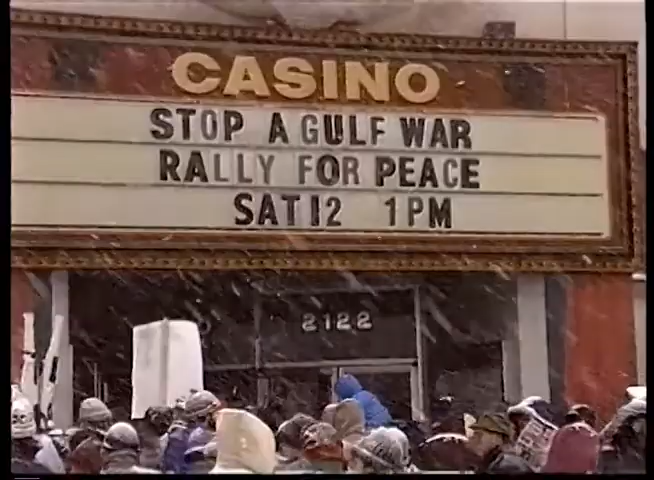 CASINO
STOP A GULF WAR
RALLY FOR PEACE
SAT 12 1PM
2122